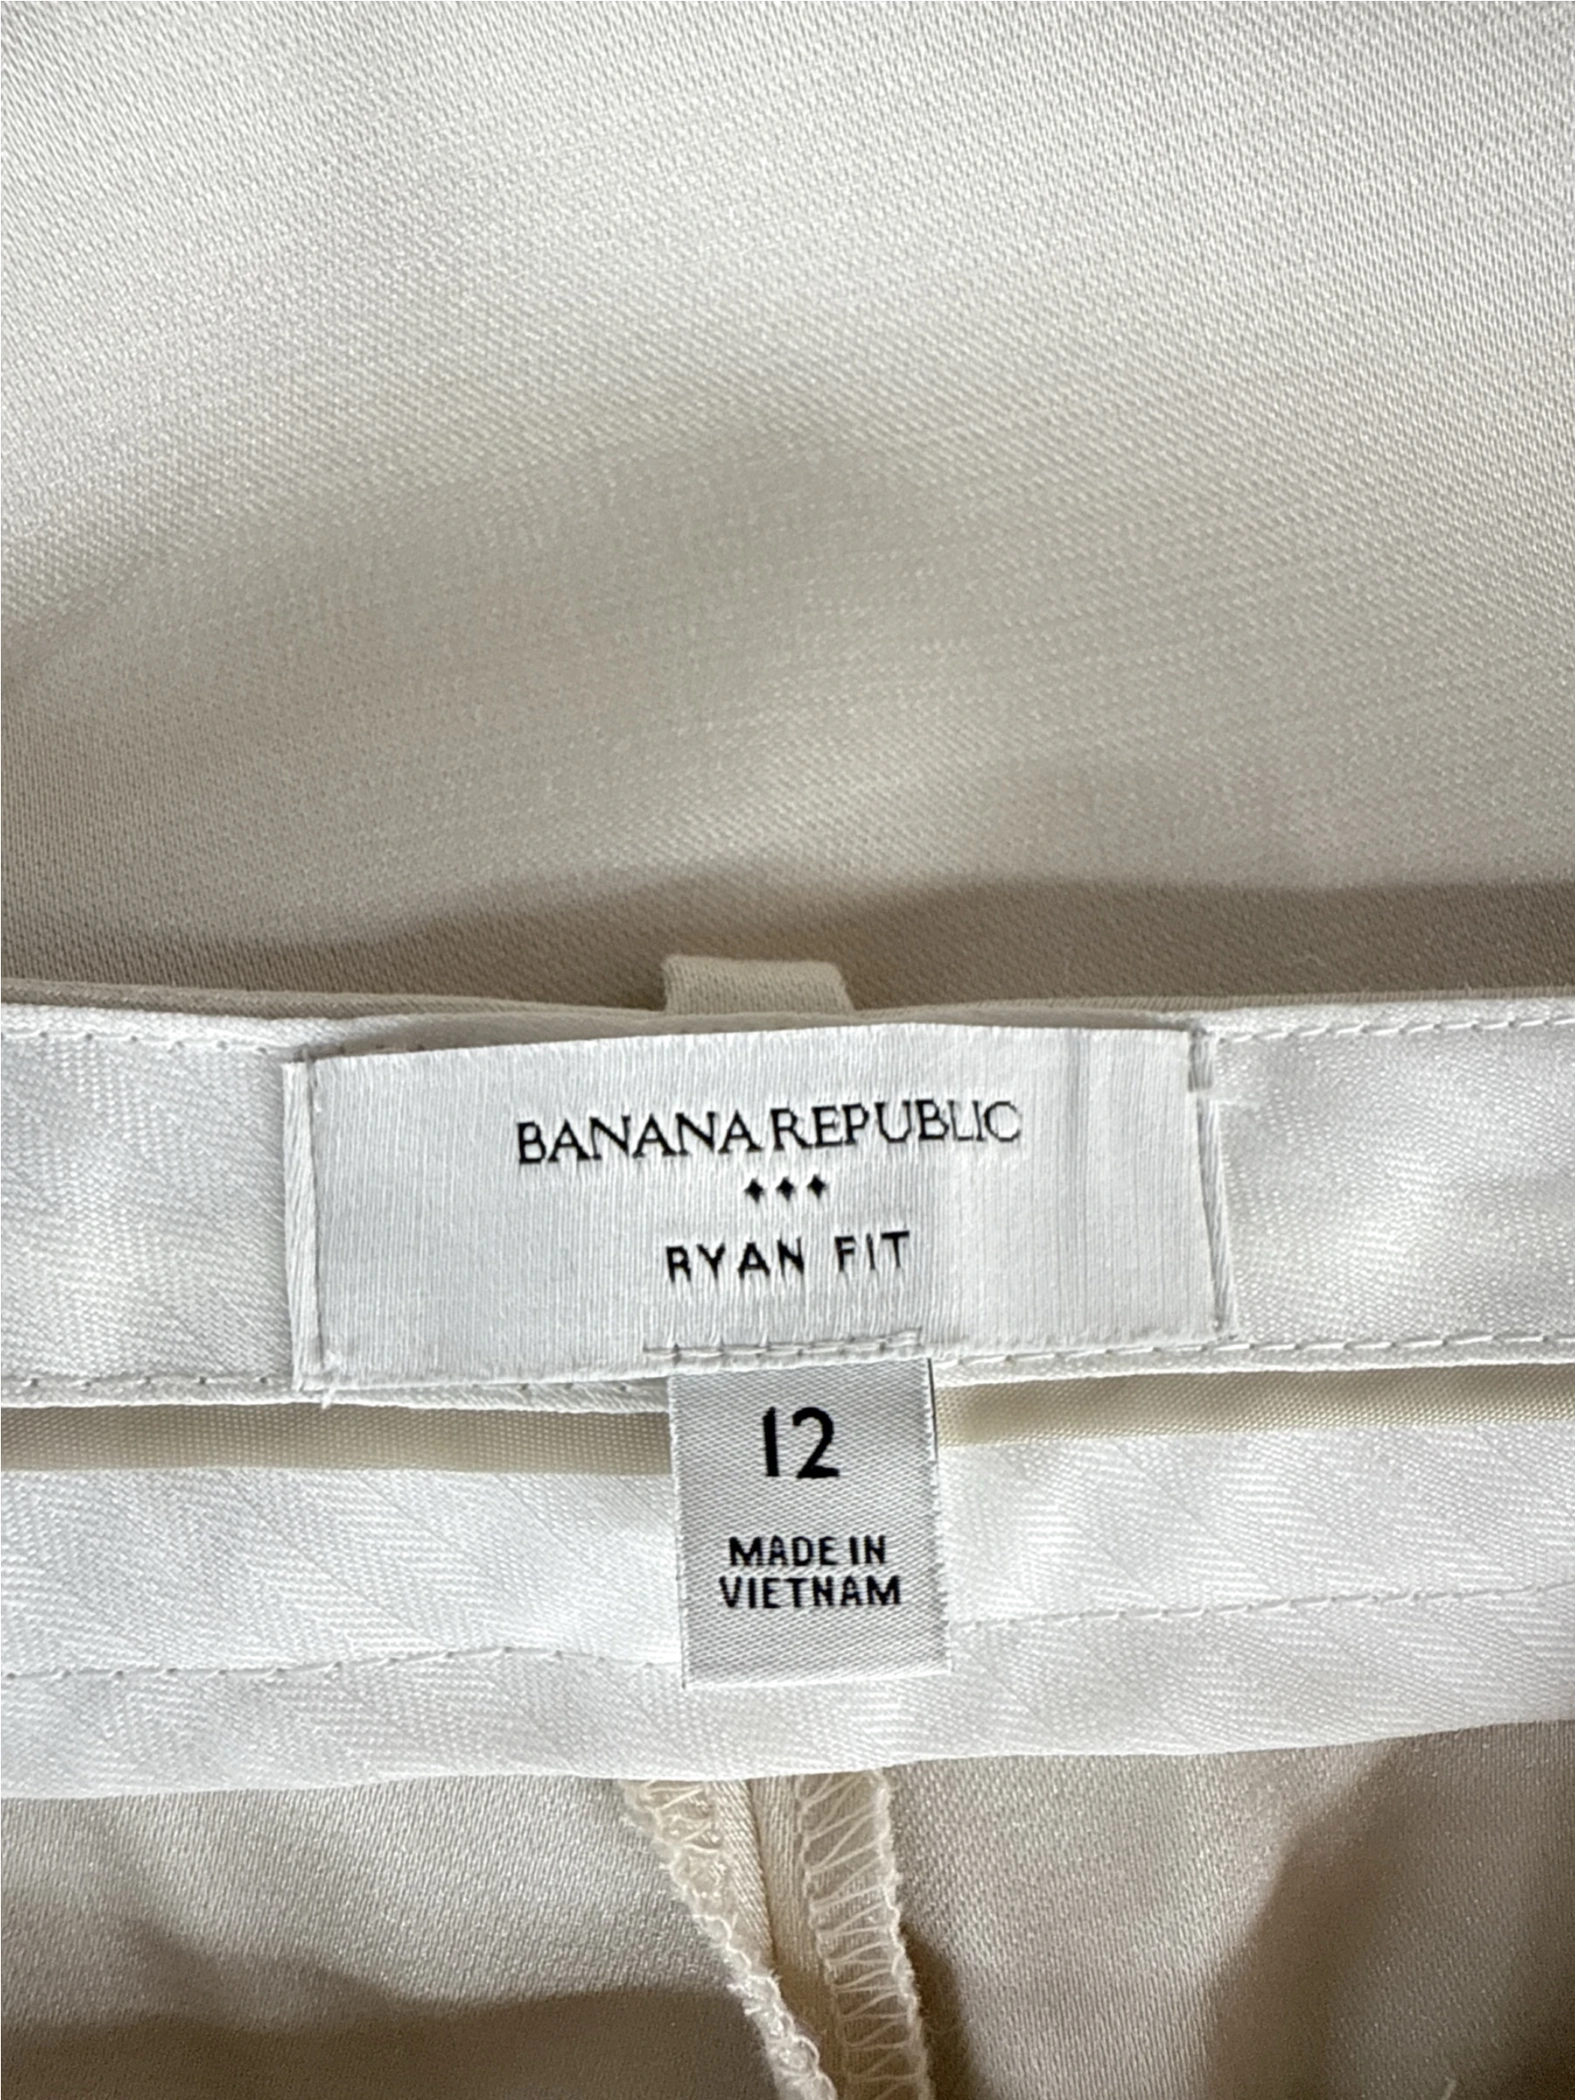 BANANA REPUBLIC
RYAN FIT
12
MADE IN
VIETNAM